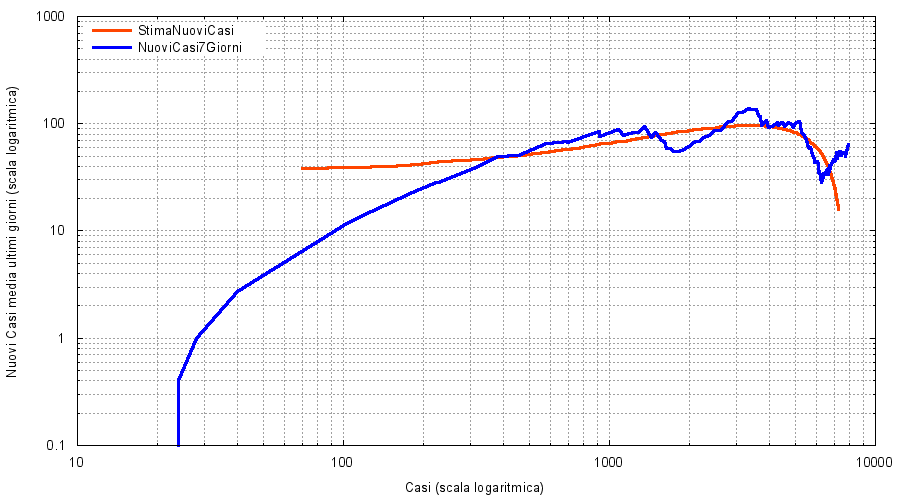 1000
StimaNuoviCasi
NuoviCasi7Giorni
100
10
1
0.1
Nuovi Casi media ultimi giorni (scala logaritmica)
10
100
1000
10000
Casi (scala logaritmica)